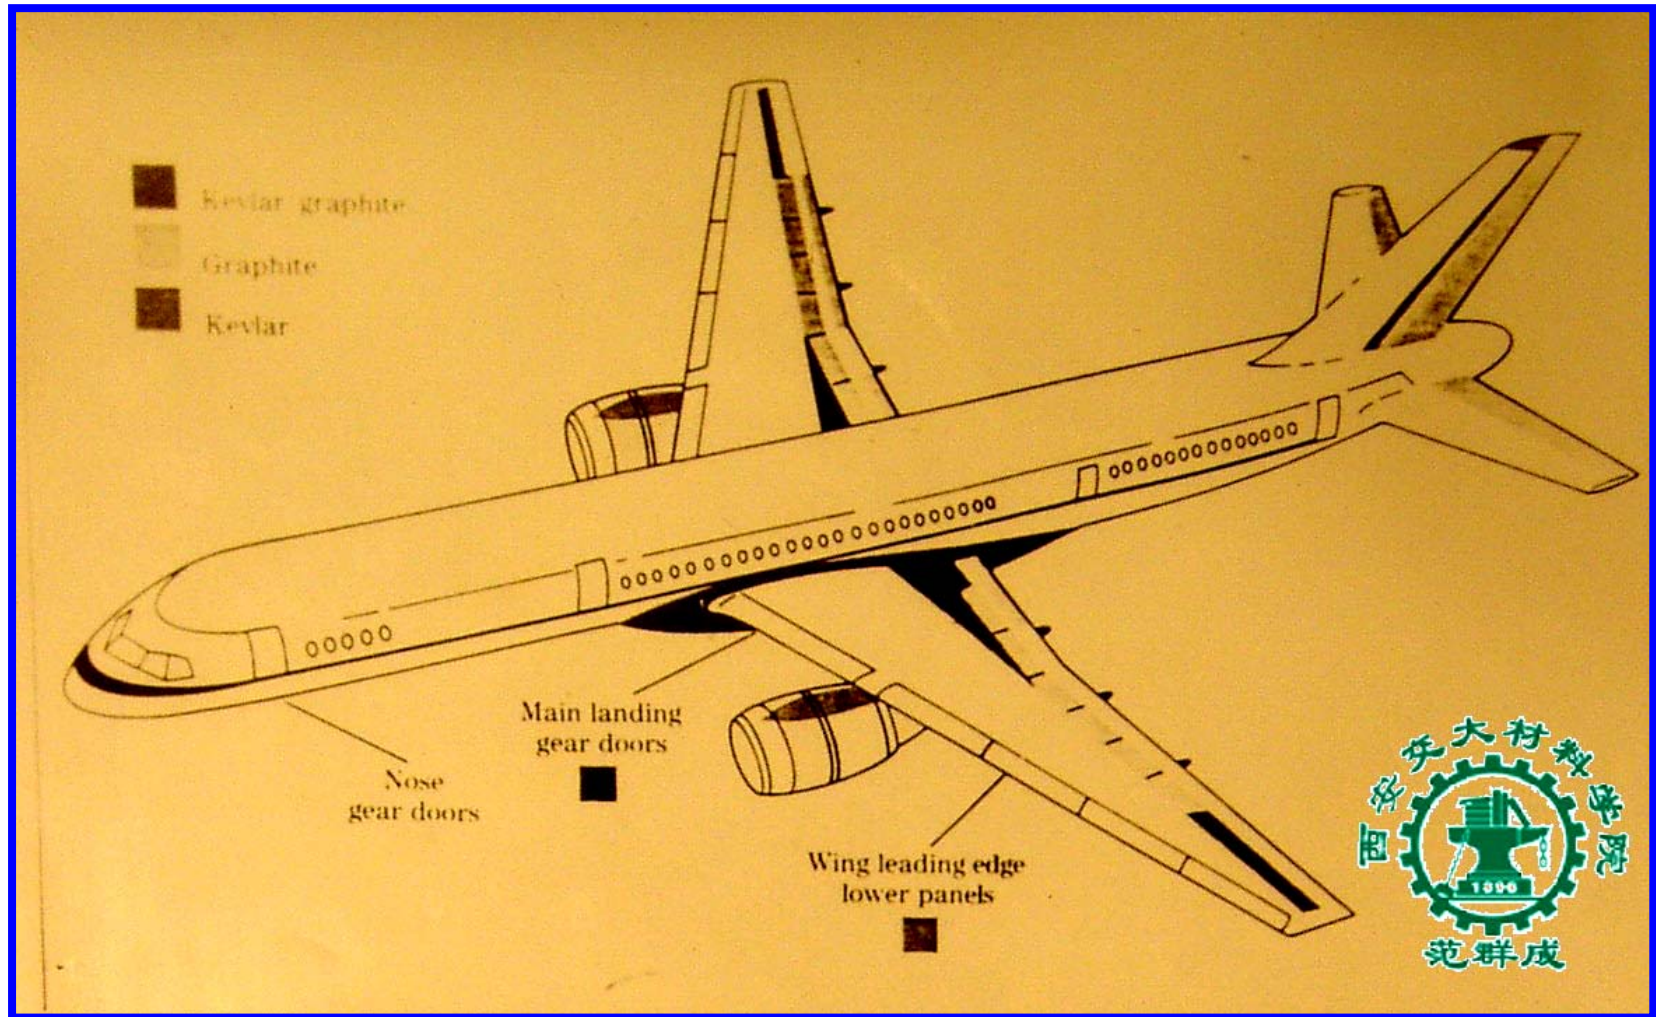 Kevlar graphite
Graphite
Kevlar
Main landing
gear doors
Nose
gear doors
Wing leading edge
lower panels
西安交大材料科学院
1896
范群成